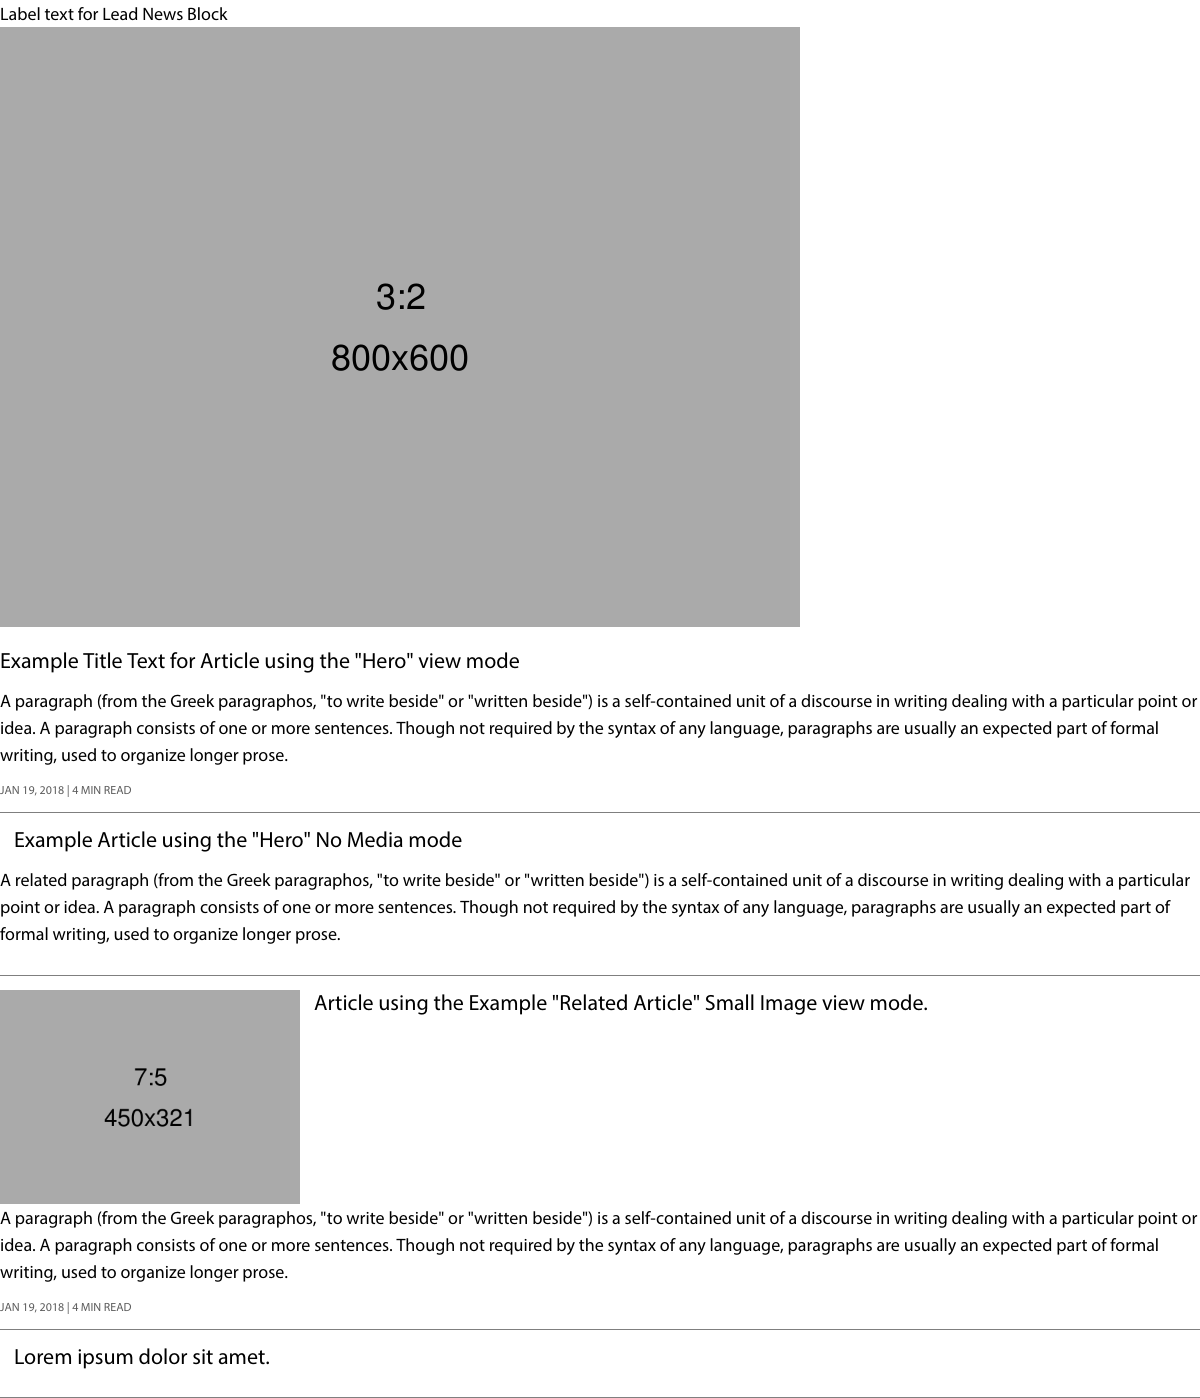 Label text for Lead News Block
3:2
800x600
Example Title Text for Article using the "Hero" view mode
A paragraph (from the Greek paragraphos, "to write beside" or "written beside") is a self-contained unit of a discourse in writing dealing with a particular point or
idea. A paragraph consists of one or more sentences. Though not required by the syntax of any language, paragraphs are usually an expected part of formal
writing, used to organize longer prose.
JAN 19, 2018 | 4 MIN READ
Example Article using the "Hero" No Media mode
A related paragraph (from the Greek paragraphos, "to write beside" or "written beside") is a self-contained unit of a discourse in writing dealing with a particular
point or idea. A paragraph consists of one or more sentences. Though not required by the syntax of any language, paragraphs are usually an expected part of
formal writing, used to organize longer prose.
7:5
450x321
Article using the Example "Related Article" Small Image view mode.
A paragraph (from the Greek paragraphos, "to write beside" or "written beside") is a self-contained unit of a discourse in writing dealing with a particular point or
idea. A paragraph consists of one or more sentences. Though not required by the syntax of any language, paragraphs are usually an expected part of formal
writing, used to organize longer prose.
JAN 19, 2018 | 4 MIN READ
Lorem ipsum dolor sit amet.